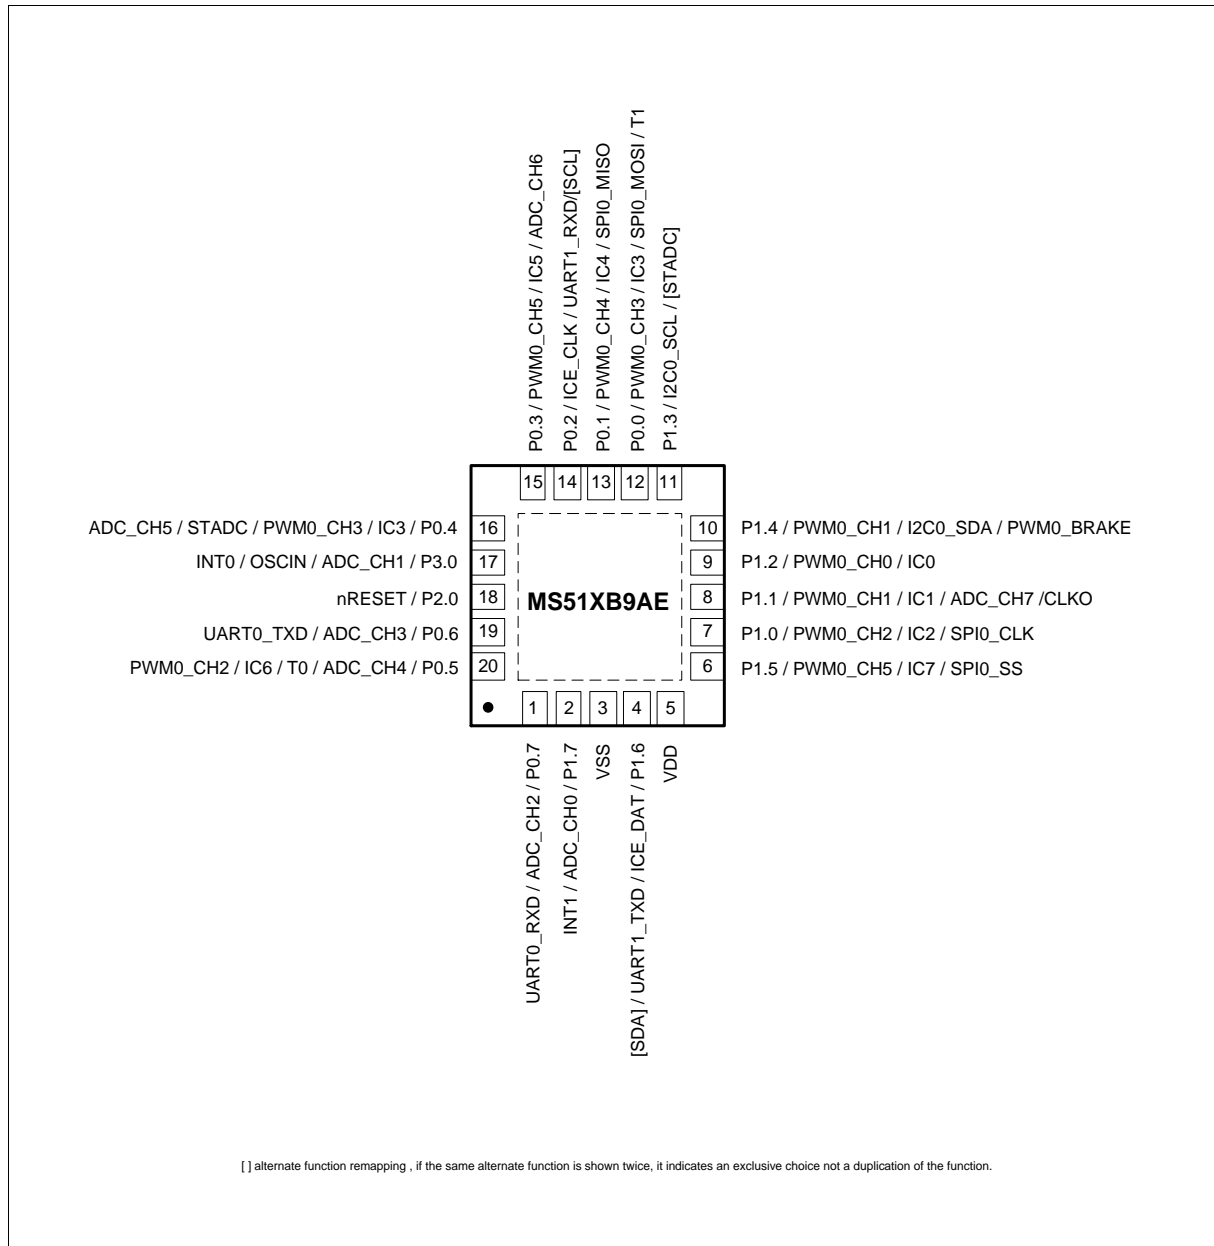 P0.3 / PWM0_CH5 / IC5 / ADC_CH6
P0.2 / ICE_CLK / UART1_RXD/[SCL]
P0.1 / PWM0_CH4 / IC4 / SPI0_MISO
P0.0 / PWM0_CH3 / IC3 / SPI0_MOSI / T1
P1.3 / I2C0_SCL / [STADC]
15 14 13 12 11
ADC_CH5 / STADC / PWM0_CH3 / IC3 / P0.4 16
INT0 / OSCIN / ADC_CH1 / P3.0 17
nRESET / P2.0 18
UART0_TXD / ADC_CH3 / P0.6 19
PWM0_CH2 / IC6 / T0 / ADC_CH4 / P0.5 20
MS51XB9AE
10 P1.4 / PWM0_CH1 / I2C0_SDA / PWM0_BRAKE
9 P1.2 / PWM0_CH0 / IC0
8 P1.1 / PWM0_CH1 / IC1 / ADC_CH7 /CLKO
7 P1.0 / PWM0_CH2 / IC2 / SPI0_CLK
6 P1.5 / PWM0_CH5 / IC7 / SPI0_SS
1 2 3 4 5
UART0_RXD / ADC_CH2 / P0.7
INT1 / ADC_CH0 / P1.7
VSS
[SDA] / UART1_TXD / ICE_DAT / P1.6
VDD
[ ] alternate function remapping , if the same alternate function is shown twice, it indicates an exclusive choice not a duplication of the function.